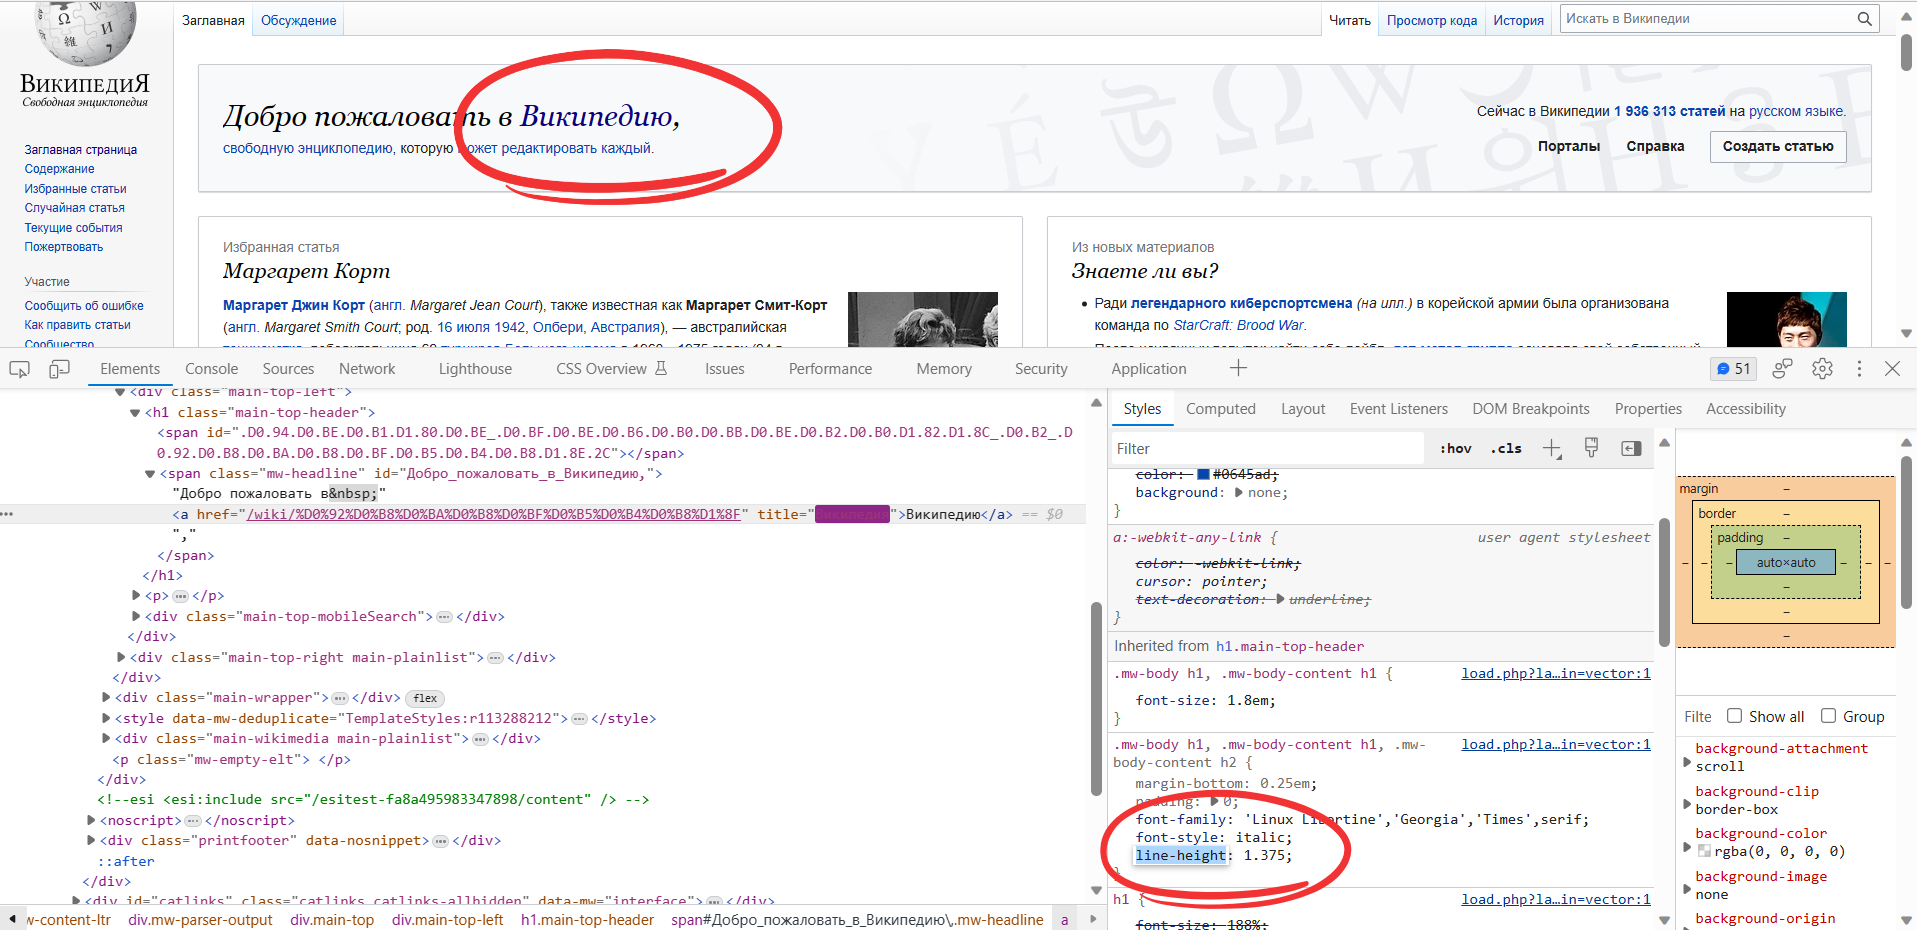 Заглавная Обсуждение Читать Просмотр кода История Искать в Википедии
ВИКИПЕДИЯ
Свободная энциклопедия
Заглавная страница
Содержание
Избранные статьи
Случайная статья
Текущие события
Пожертвовать
Участие
Сообщить об ошибке
Как править статьи
Сообщество
Добро пожаловать в Википедию,
свободную энциклопедию, которую может редактировать каждый.
Сейчас в Википедии 1 936 313 статей на русском языке.
Порталы Справка Создать статью
Избранная статья
Маргарет Корт
Маргарет Джин Корт (англ. Margaret Jean Court), также известная как Маргарет Смит-Корт
(англ. Margaret Smith Court; род. 16 июля 1942, Олбери, Австралия), — австралийская
Из новых материалов
Знаете ли вы?
Ради легендарного киберспортсмена (на илл.) в корейской армии была организована
команда по StarCraft: Brood War.
Elements Console Sources Network Lighthouse CSS Overview Issues Performance Memory Security Application 51
<div class="main-top-left">
<h1 class="main-top-header">
<span id=".D0.94.D0.BE.D0.B1.D1.80.D0.BE_.D0.BF.D0.BE.D0.B6.D0.B0.D0.BB.D0.BE.D0.B2.D0.B0.D1.82.D1.8C_.D0.B2_.D
0.92.D0.B8.D0.BA.D0.B8.D0.BF.D0.B5.D0.B4.D0.B8.D1.8E.2C"></span>
<span class="mw-headline" id="Добро_пожаловать_в_Википедию,">
"Добро пожаловать в&nbsp;"
<a href="/wiki/%D0%92%D0%B8%D0%BA%D0%B8%D0%BF%D0%B5%D0%B4%D0%B8%D1%8F" title="Википедия">Википедию</a> == $0
","
</span>
</h1>
<p>…</p>
<div class="main-top-mobileSearch">…</div>
</div>
<div class="main-top-right main-plainlist">…</div>
</div>
<div class="main-wrapper">…</div> flex
<style data-mw-deduplicate="TemplateStyles:r113288212">…</style>
<div class="main-wikimedia main-plainlist">…</div>
<p class="mw-empty-elt"> </p>
</div>
<!--esi <esi:include src="/esitest-fa8a495983347898/content" /> -->
<noscript>…</noscript>
<div class="printfooter" data-nosnippet>…</div>
::after
</div>
<div id="catlinks" class="catlinks catlinks-allhidden" data-mw="interface">…</div>
w-content-ltr div.mw-parser-output div.main-top div.main-top-left h1.main-top-header span#Добро_пожаловать_в_Википедию\,.mw-headline a
Styles Computed Layout Event Listeners DOM Breakpoints Properties Accessibility
Filter :hov .cls
color: #0645ad;
background: none;
}
a:-webkit-any-link { user agent stylesheet
color: -webkit-link;
cursor: pointer;
text-decoration: underline;
}
Inherited from h1.main-top-header
.mw-body h1, .mw-body-content h1 { load.php?la…in=vector:1
font-size: 1.8em;
}
.mw-body h1, .mw-body-content h1, .mw- load.php?la…in=vector:1
body-content h2 {
margin-bottom: 0.25em;
padding: 0;
font-family: 'Linux Libertine','Georgia','Times',serif;
font-style: italic;
line-height: 1.375;
}
h1 { load.php?la…in=vector:1
font-size: 188%;
margin –
border –
padding –
– – – auto×auto – – –
–
–
–
Filte Show all Group
background-attachment
scroll
background-clip
border-box
background-color
rgba(0, 0, 0, 0)
background-image
none
background-origin